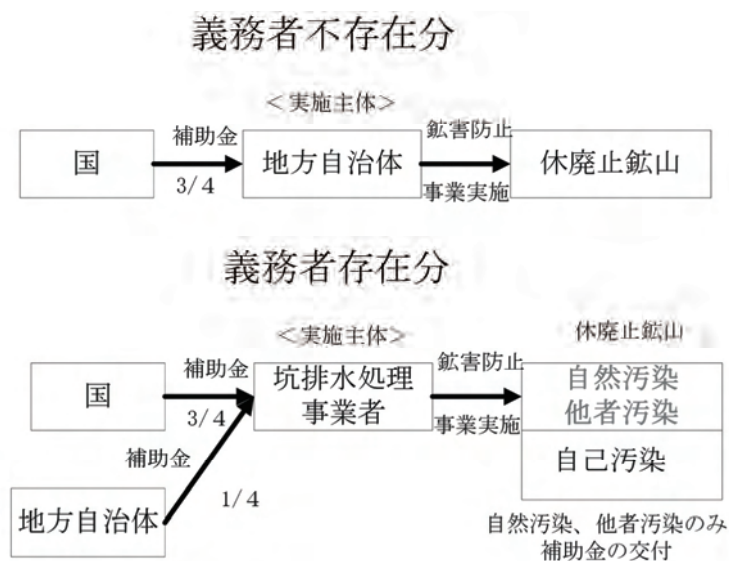 義務者不存在分
<実施主体>
国
補助金
3/4
地方自治体
鉱害防止
事業実施
休廃止鉱山
義務者存在分
<実施主体>
休廃止鉱山
国
補助金
3/4
坑排水処理
事業者
鉱害防止
事業実施
自然汚染
他者汚染
自己汚染
補助金
1/4
地方自治体
自然汚染、他者汚染のみ
補助金の交付